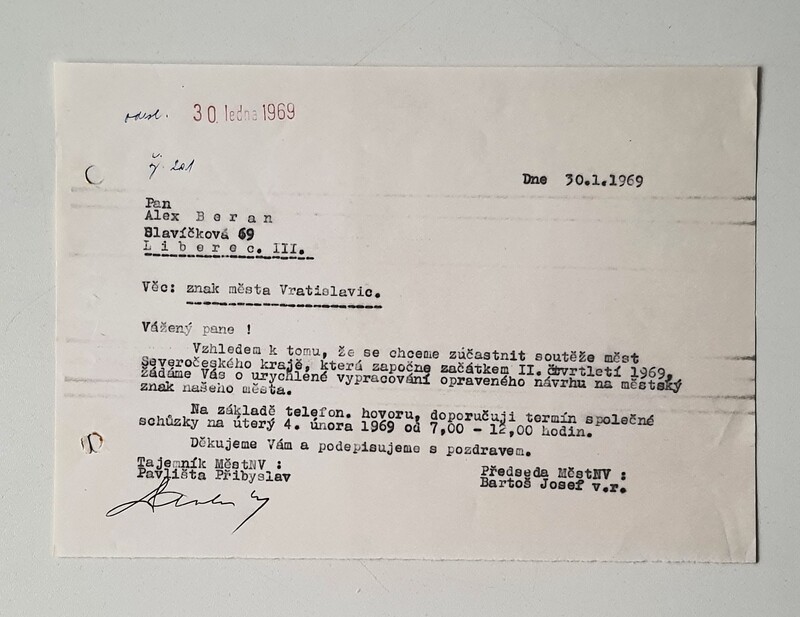 odesl. 30. ledna 1969
Dne 30.1.1969
Pan
Alex Beran
Slavíčková 69
Liberec. III.
Věc: znak města Vratislavic.
Vážený pane !
Vzhledem k tomu, že se chceme zúčastnit soutěže měst
Severočeského kraje, která započne začátkem II. čtvrtletí 1969,
žádáme Vás o urychlené vypracování opraveného návrhu na městský
znak našeho města.
Na základě telefon. hovoru, doporučuji termín společné
schůzky na úterý 4. února 1969 od 7,00 - 12,00 hodin.
Děkujeme Vám a podepisujeme s pozdravem.
Tajemník MěstNV :
Pavlišta Přibyslav
Předseda MěstNV :
Bartoš Josef v.r.